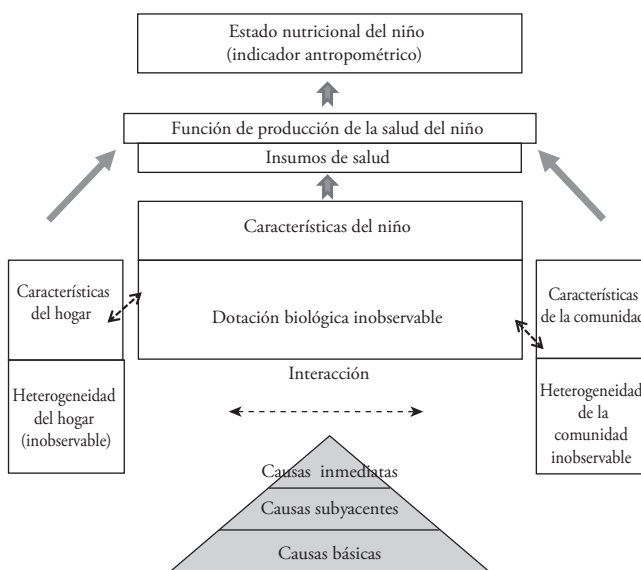 Estado nutricional del niño
(indicador antropométrico)
Función de producción de la salud del niño
Insumos de salud
Características del niño
Dotación biológica inobservable
Características
del hogar
Heterogeneidad
del hogar
(inobservable)
Características
de la comunidad
Heterogeneidad
de la
comunidad
inobservable
Interacción
Causas inmediatas
Causas subyacentes
Causas básicas